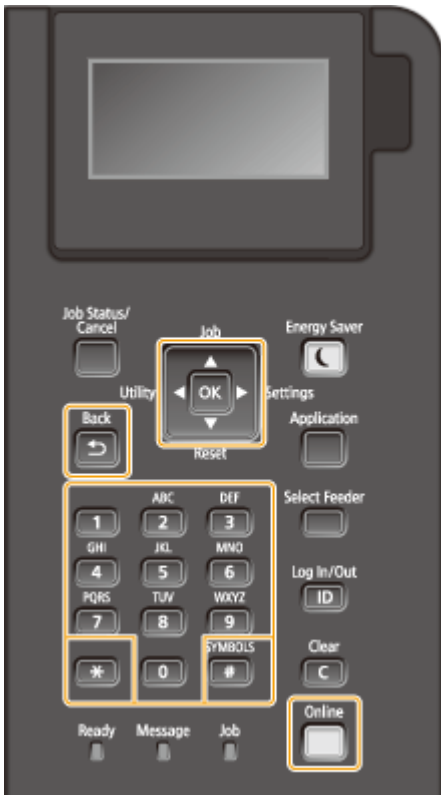 Job Status/
Cancel
Job
Energy Saver
Utility
OK
Settings
Back
Reset
Application
ABC
DEF
Select Feeder
1
2
3
GHI
JKL
MNO
4
5
6
Log In/Out
ID
PQRS
TUV
WXYZ
7
8
9
SYMBOLS
Clear
*
0
#
C
Online
Ready
Message
Job